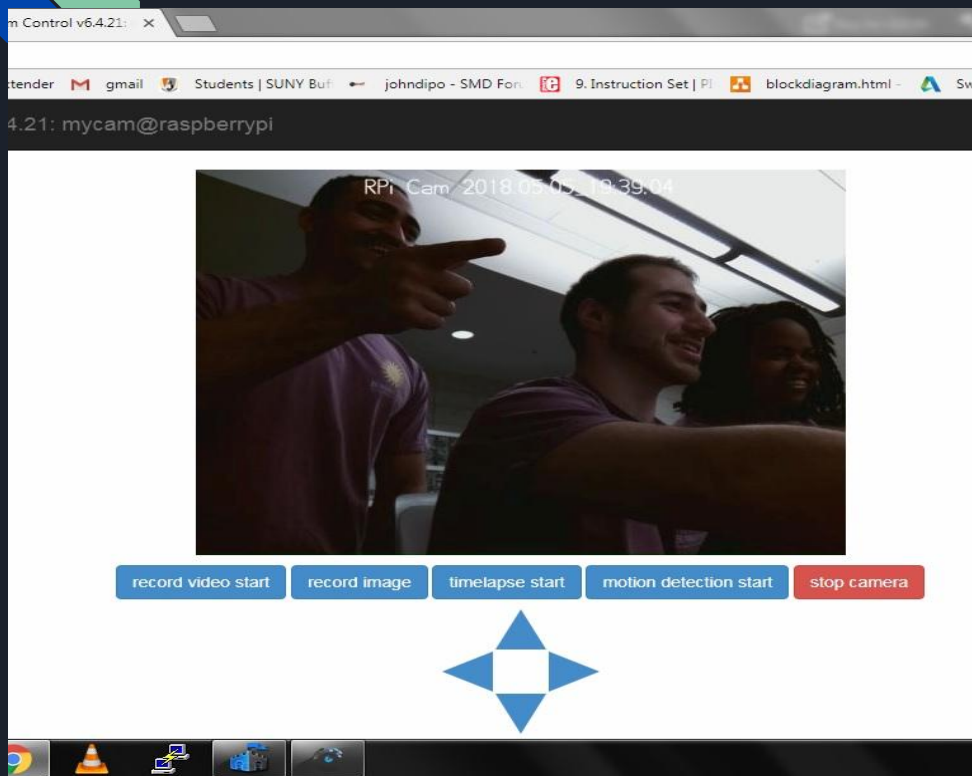 m Control v6.4.21:
tender gmail Students | SUNY Buf johndipo - SMD For 9. Instruction Set | PI blockdiagram.html - Sw
4.21: mycam@raspberrypi
RPi Cam 2018.05.05 19:39:04
record video start record image timelapse start motion detection start stop camera